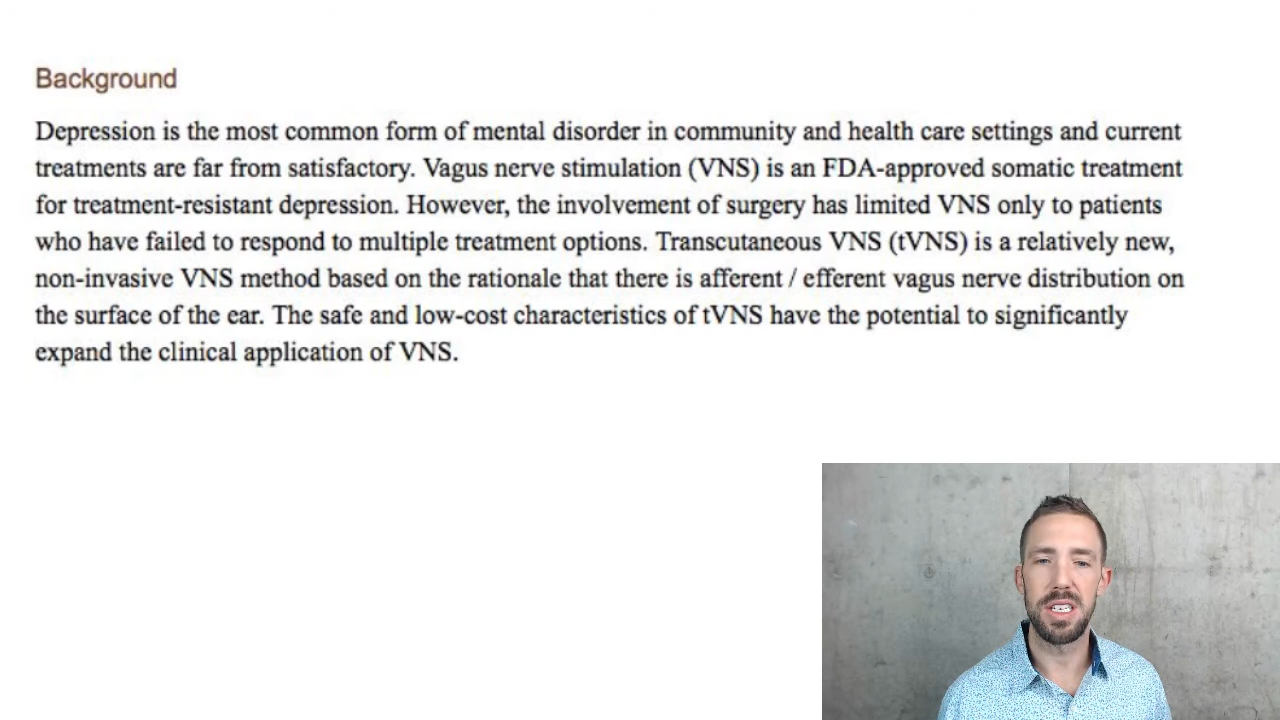 Background
Depression is the most common form of mental disorder in community and health care settings and current
treatments are far from satisfactory. Vagus nerve stimulation (VNS) is an FDA-approved somatic treatment
for treatment-resistant depression. However, the involvement of surgery has limited VNS only to patients
who have failed to respond to multiple treatment options. Transcutaneous VNS (tVNS) is a relatively new,
non-invasive VNS method based on the rationale that there is afferent / efferent vagus nerve distribution on
the surface of the ear. The safe and low-cost characteristics of tVNS have the potential to significantly
expand the clinical application of VNS.